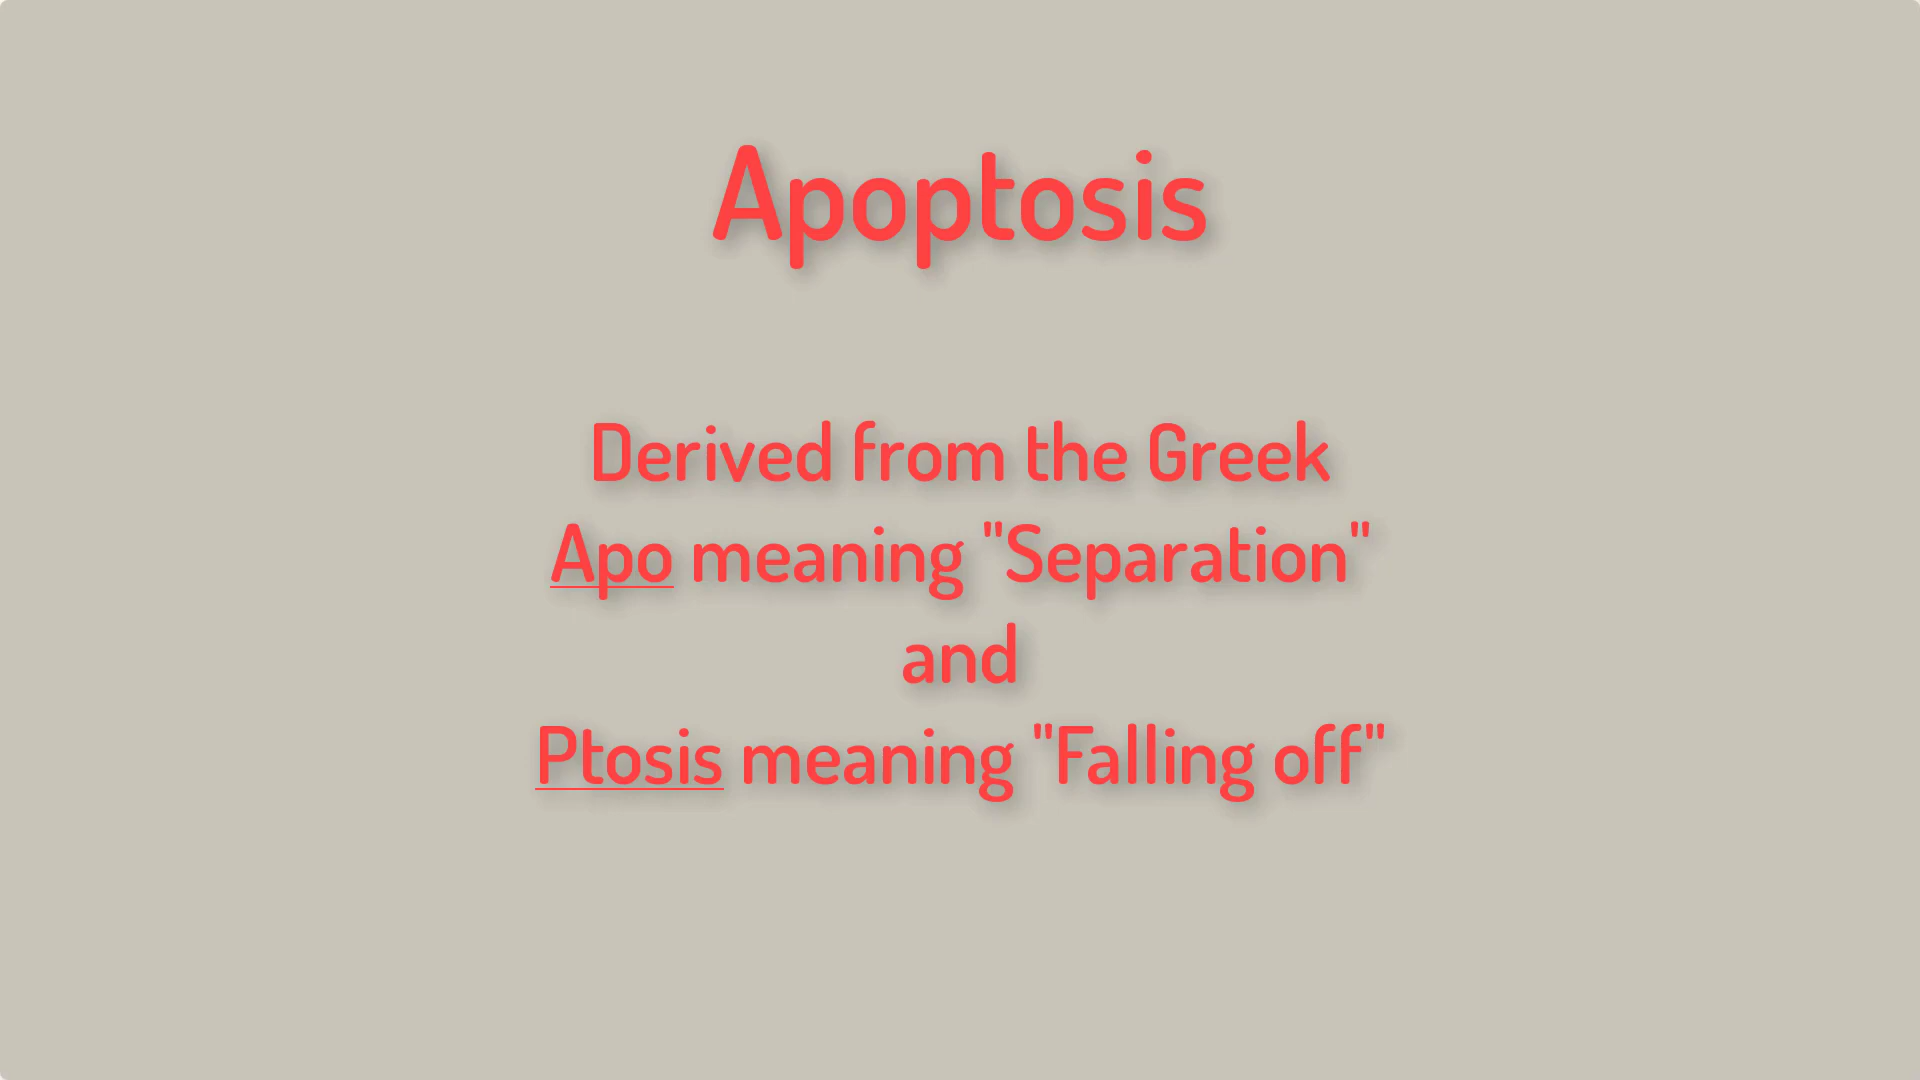 Apoptosis
Derived from the Greek
Apo meaning "Separation"
and
Ptosis meaning "Falling off"